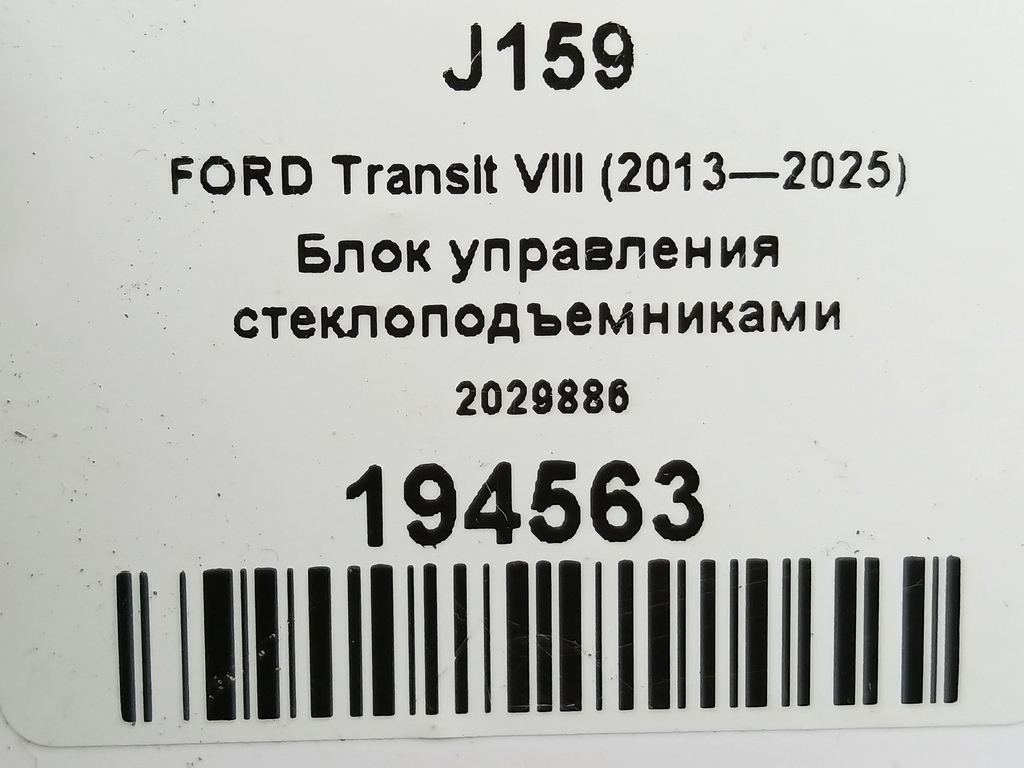 J159
FORD Transit VIII (2013—2025)
Блок управления
стеклоподъемниками
2029886
194563